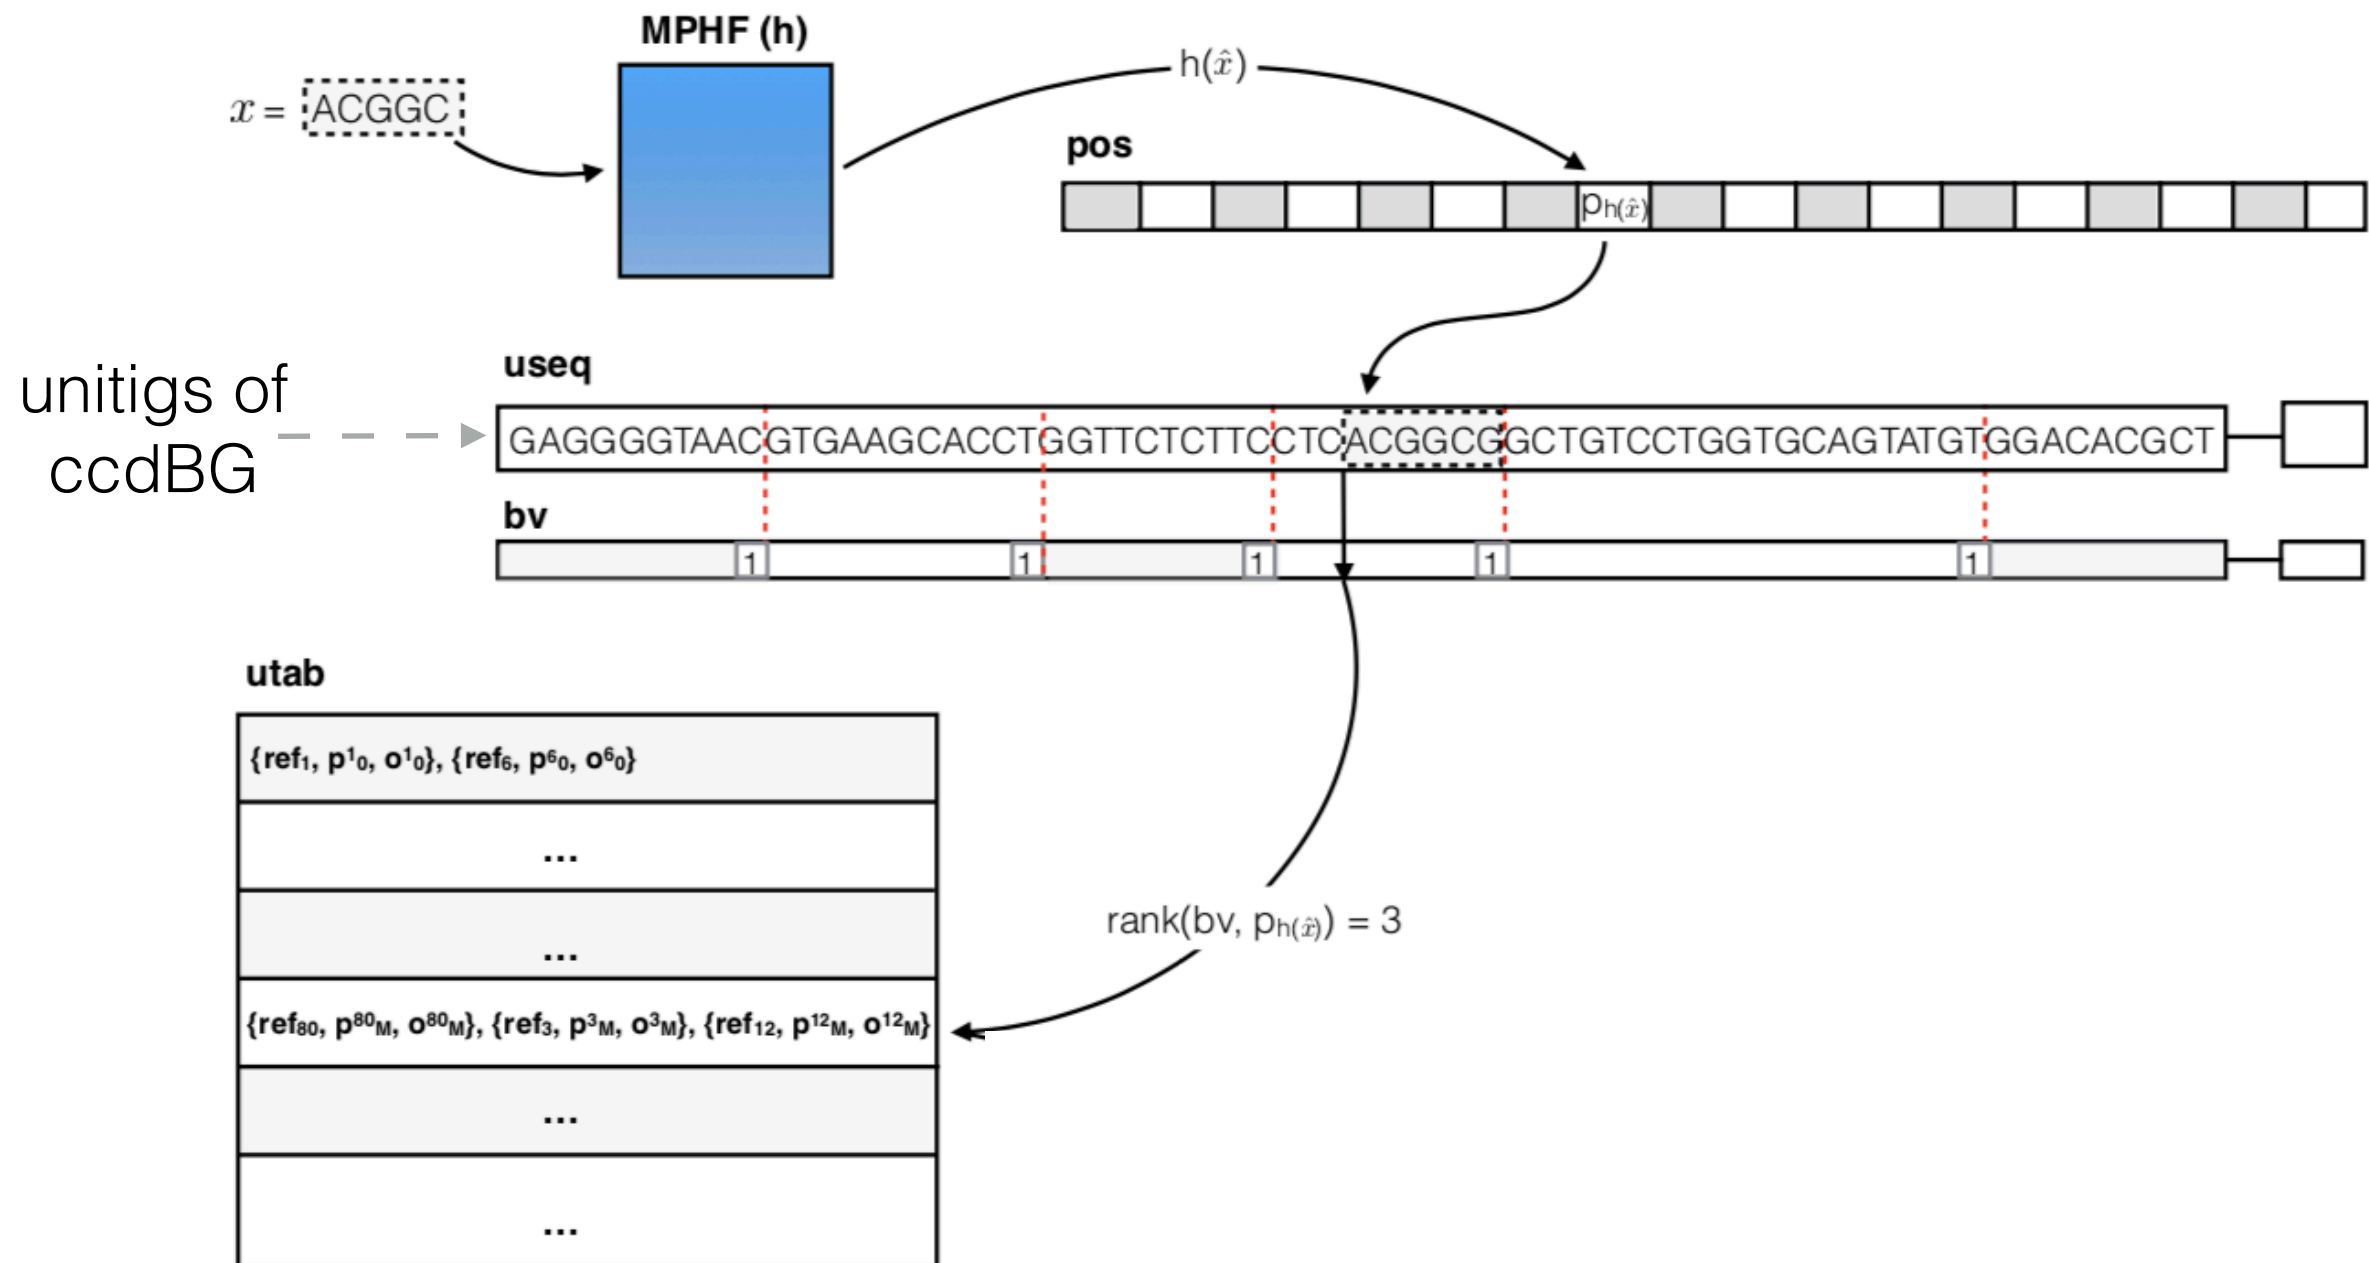 MPHF (h)
x = ACGGC
h(x̂)
pos
p_h(x̂)
unitigs of
ccdBG
useq
GAGGGGTAACGTGAAGCACCTGGTTCTCTTCCTCACGGCGGCTGTCCTGGTGCAGTATGTGGACACGCT
bv
1 1 1 1 1
utab
{ref₁, p¹₀, o¹₀}, {ref₆, p⁶₀, o⁶₀}
...
...
rank(bv, p_h(x̂)) = 3
{ref₈₀, p⁸⁰_M, o⁸⁰_M}, {ref₃, p³_M, o³_M}, {ref₁₂, p¹²_M, o¹²_M}
...
...